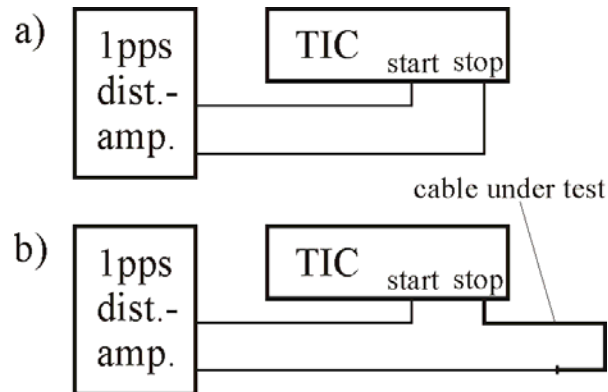 a)
1pps
dist.-
amp.
TIC
start stop
cable under test
b)
1pps
dist.-
amp.
TIC
start stop